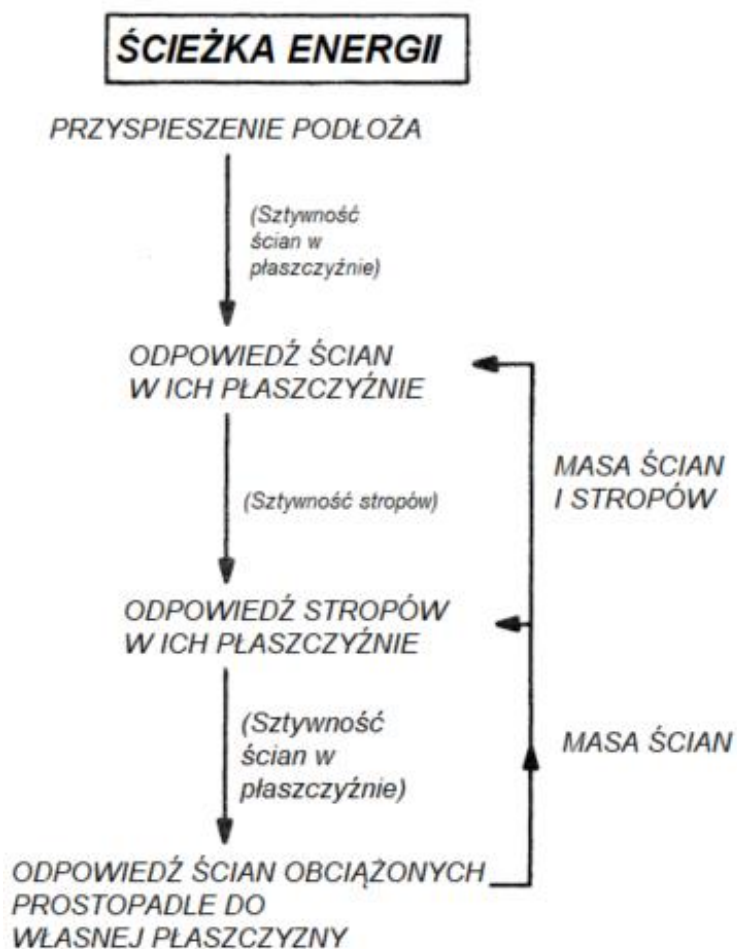 ŚCIEŻKA ENERGII
PRZYSPIESZENIE PODŁOŻA
(Sztywność
ścian w
płaszczyźnie)
ODPOWIEDŹ ŚCIAN
W ICH PŁASZCZYŹNIE
MASA ŚCIAN
I STROPÓW
(Sztywność stropów)
ODPOWIEDŹ STROPÓW
W ICH PŁASZCZYŹNIE
(Sztywność
ścian w
płaszczyźnie)
MASA ŚCIAN
ODPOWIEDŹ ŚCIAN OBCIĄŻONYCH
PROSTOPADLE DO
WŁASNEJ PŁASZCZYZNY